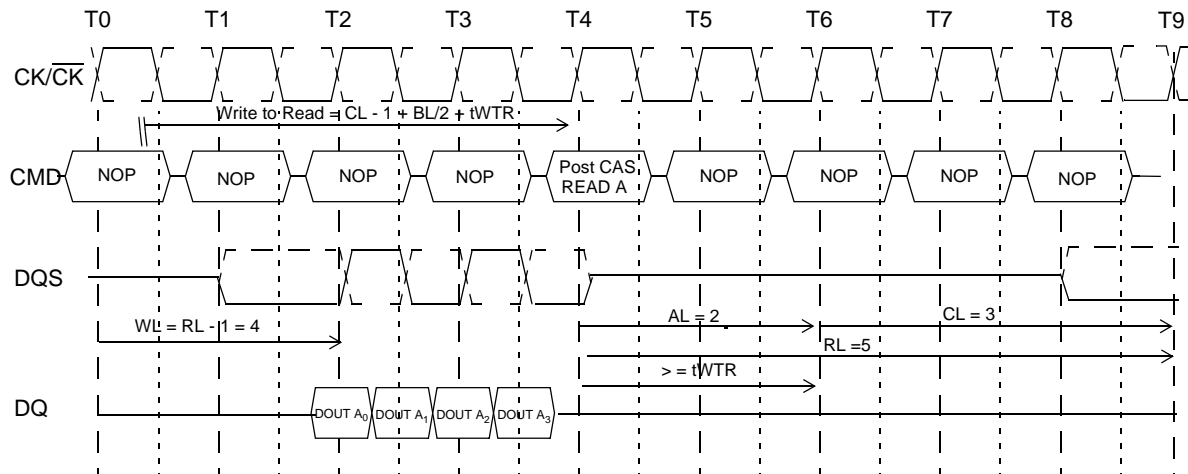 T0 T1 T2 T3 T4 T5 T6 T7 T8 T9
CK/CK
Write to Read = CL - 1 + BL/2 + tWTR
CMD NOP NOP NOP NOP Post CAS READ A NOP NOP NOP NOP
DQS
WL = RL - 1 = 4 AL = 2 CL = 3
RL =5
> = tWTR
DQ DOUT A0 DOUT A1 DOUT A2 DOUT A3